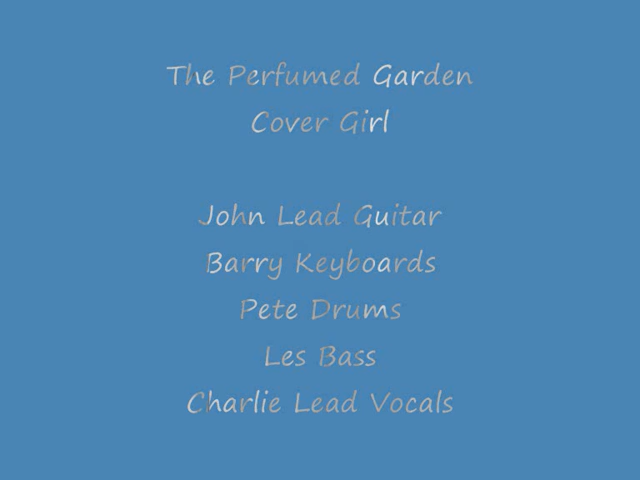 The Perfumed Garden
Cover Girl
John Lead Guitar
Barry Keyboards
Pete Drums
Les Bass
Charlie Lead Vocals